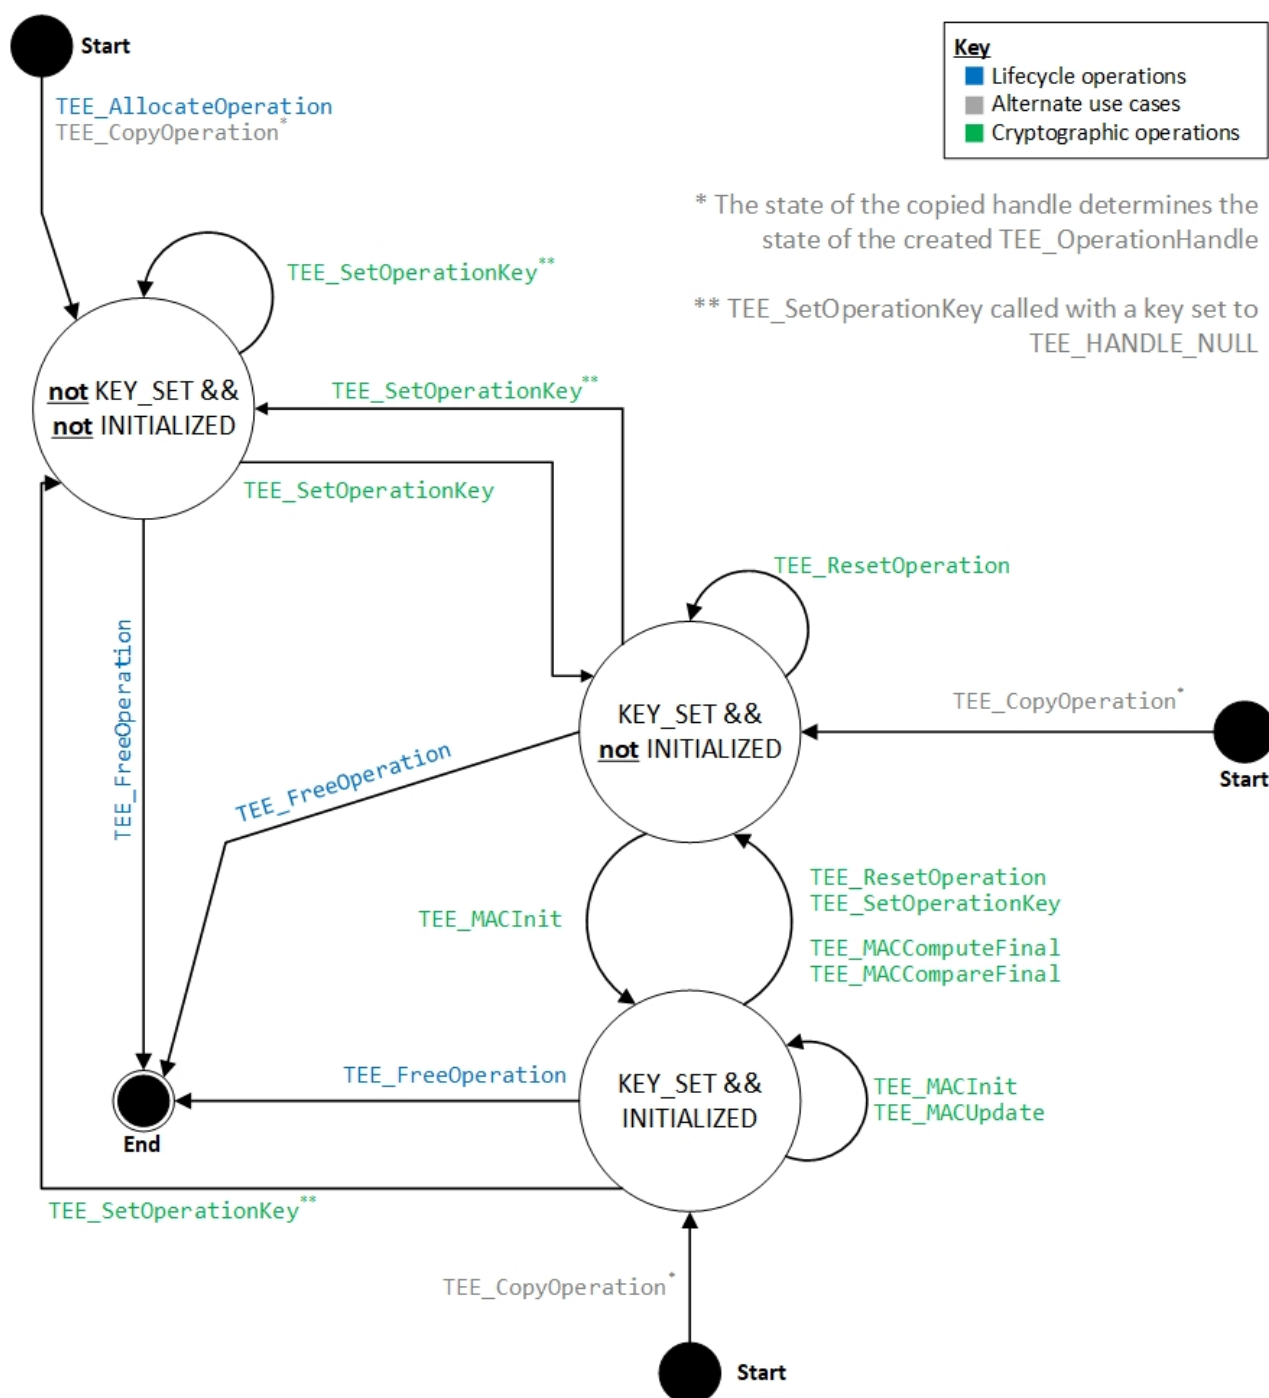 Start
Key
Lifecycle operations
Alternate use cases
Cryptographic operations
TEE_AllocateOperation
TEE_CopyOperation*
* The state of the copied handle determines the
state of the created TEE_OperationHandle
TEE_SetOperationKey**
** TEE_SetOperationKey called with a key set to
TEE_HANDLE_NULL
not KEY_SET &&
not INITIALIZED
TEE_SetOperationKey**
TEE_SetOperationKey
TEE_ResetOperation
TEE_FreeOperation
KEY_SET &&
not INITIALIZED
TEE_CopyOperation*
Start
TEE_FreeOperation
TEE_MACInit
TEE_ResetOperation
TEE_SetOperationKey
TEE_MACComputeFinal
TEE_MACCompareFinal
TEE_FreeOperation
KEY_SET &&
INITIALIZED
TEE_MACInit
TEE_MACUpdate
End
TEE_SetOperationKey**
TEE_CopyOperation*
Start